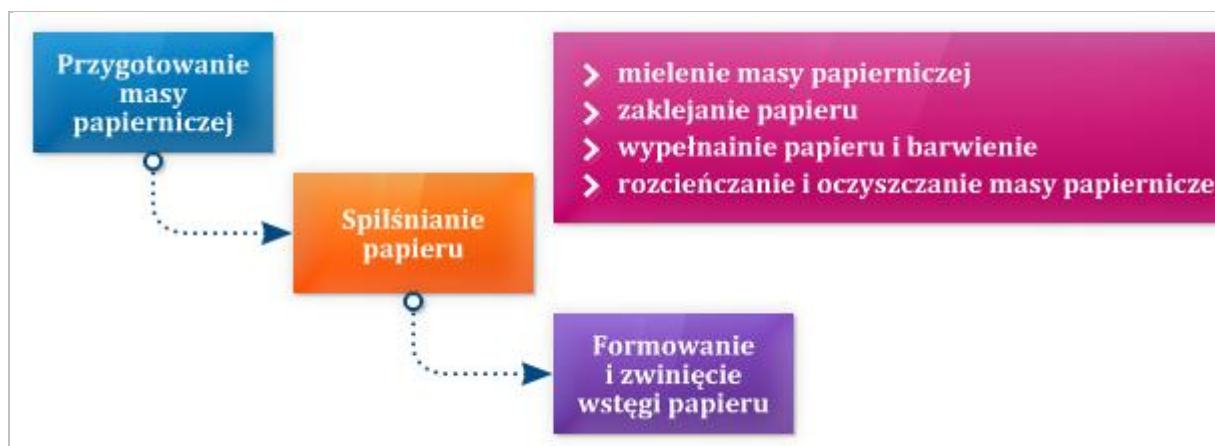 Przygotowanie
masy
papierniczej
mielenie masy papierniczej
zaklejanie papieru
wypełnainie papieru i barwienie
rozcieńczanie i oczyszczanie masy papiernicze
Spilśnianie
papieru
Formowanie
i zwinięcie
wstęgi papieru